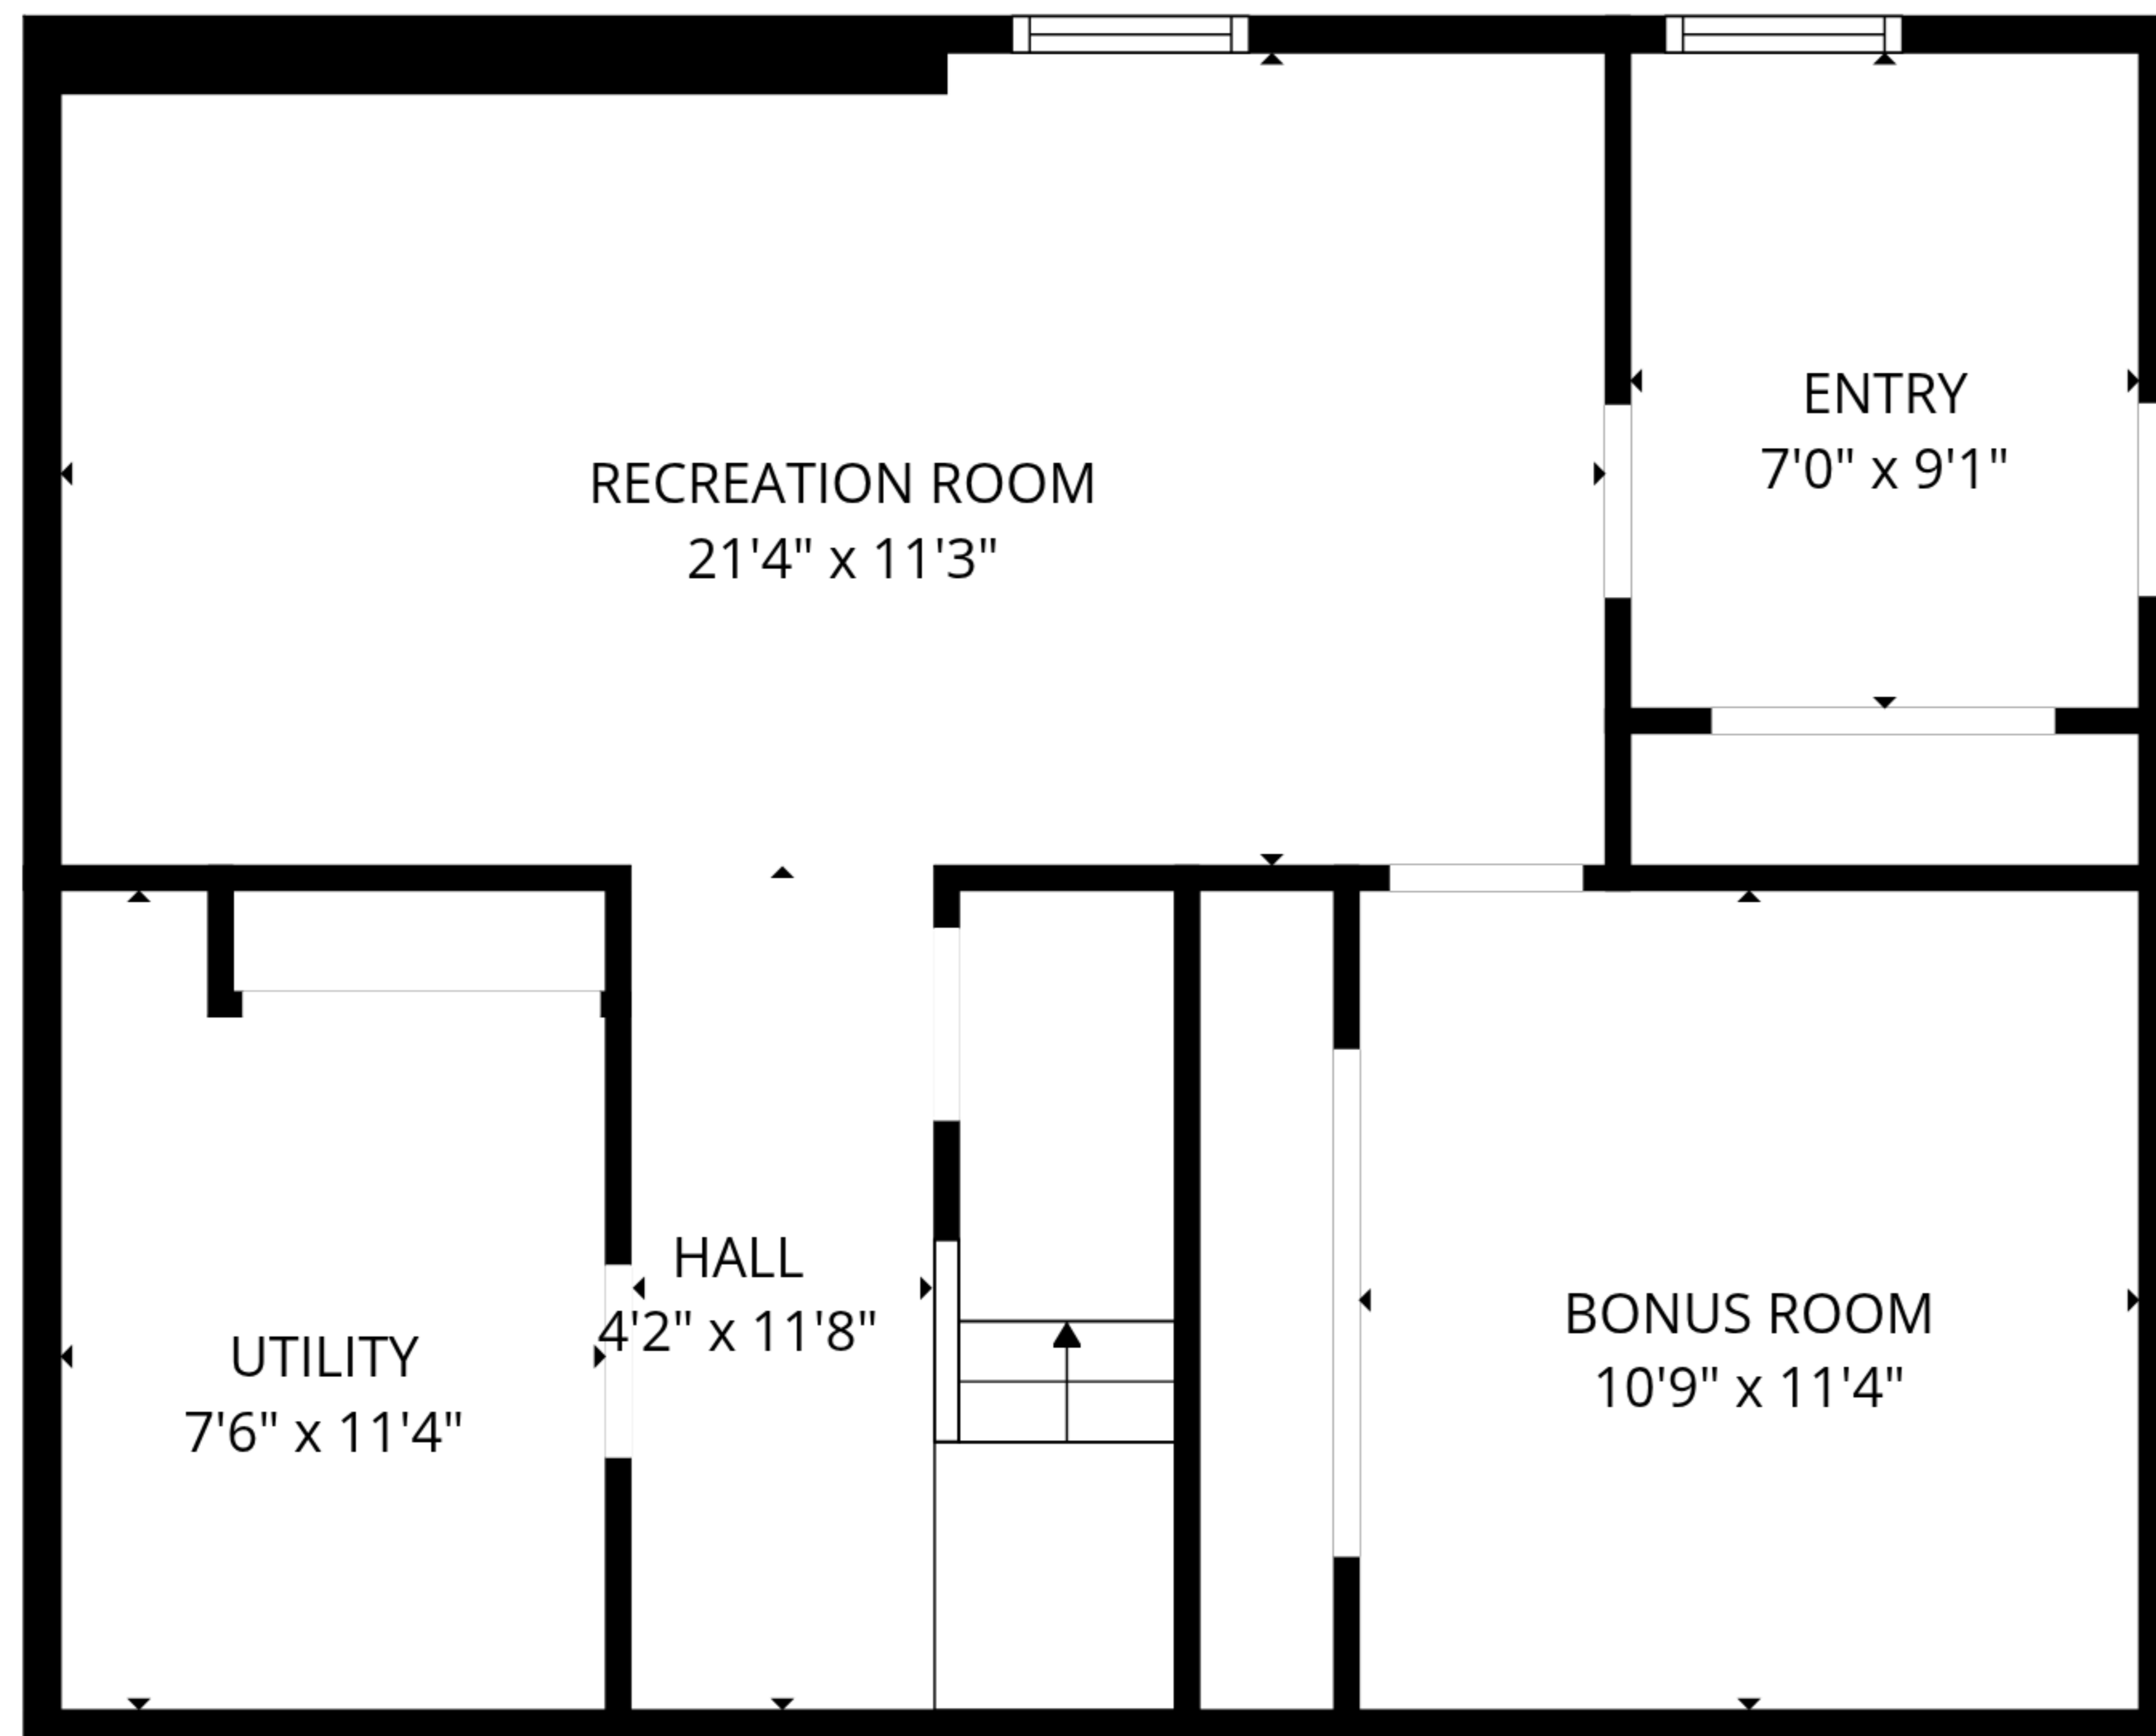 ENTRY
7'0" x 9'1"
RECREATION ROOM
21'4" x 11'3"
HALL
4'2" x 11'8"
BONUS ROOM
10'9" x 11'4"
UTILITY
7'6" x 11'4"